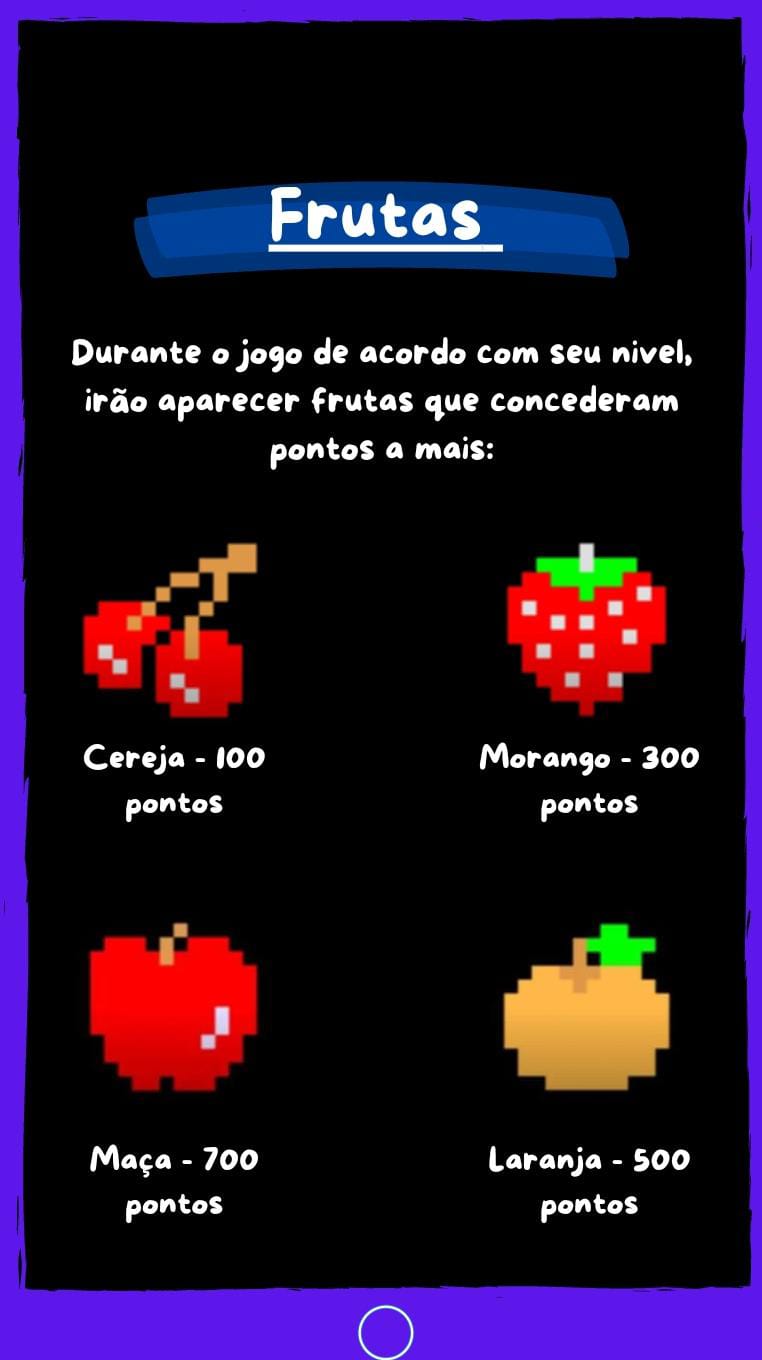 Frutas
Durante o jogo de acordo com seu nivel,
irão aparecer frutas que concederam
pontos a mais:
Cereja - 100
pontos
Morango - 300
pontos
Maça - 700
pontos
Laranja - 500
pontos